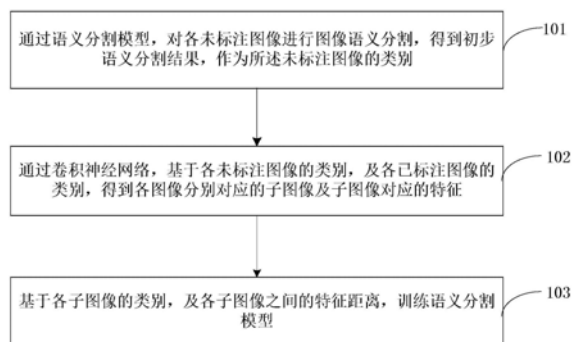 通过语义分割模型，对各未标注图像进行图像语义分割，得到初步
语义分割结果，作为所述未标注图像的类别
101
通过卷积神经网络，基于各未标注图像的类别，及各已标注图像的
类别，得到各图像分别对应的子图像及子图像对应的特征
102
基于各子图像的类别，及各子图像之间的特征距离，训练语义分割
模型
103